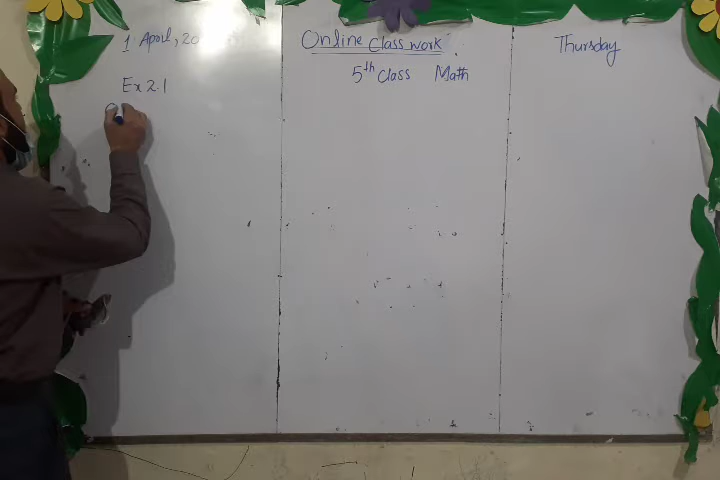 1 April, 20
Online Class work.
Thursday
5th Class Math
Ex 2.1